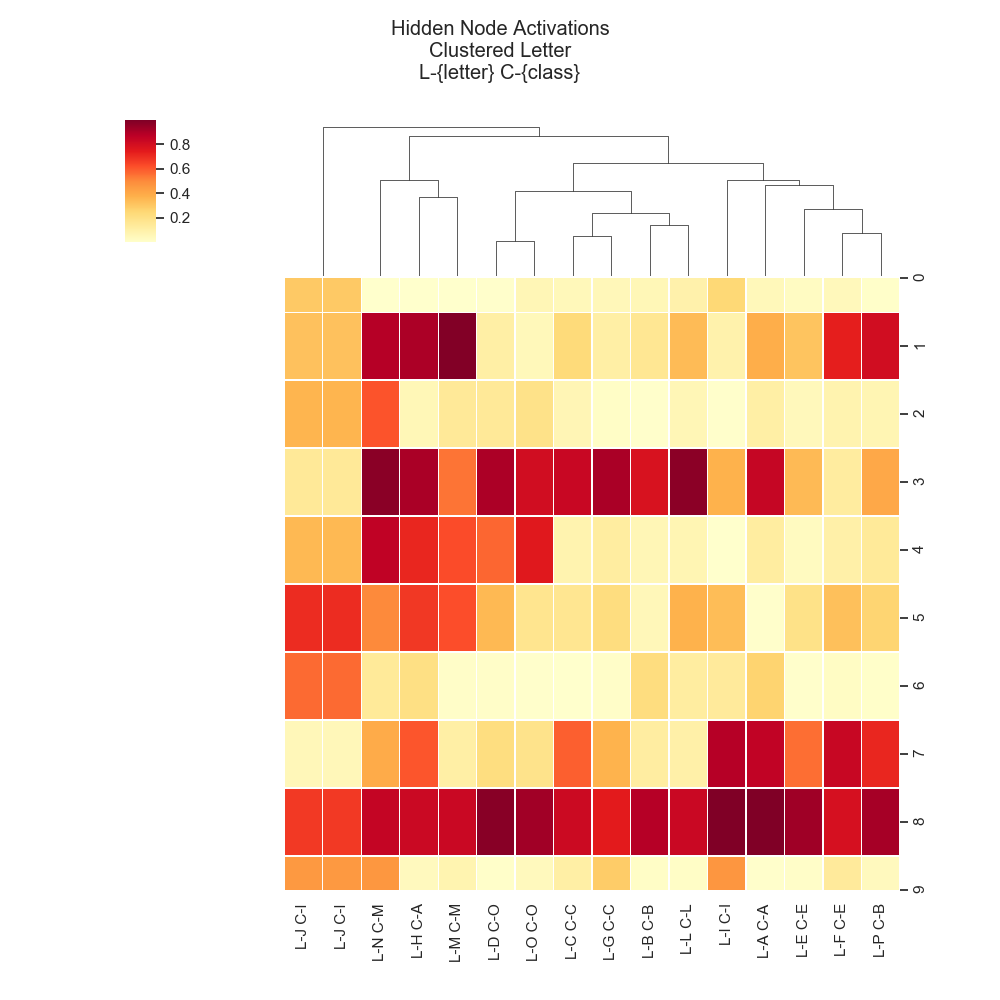 Hidden Node Activations
Clustered Letter
L-{letter} C-{class}
0.8
0.6
0.4
0.2
0
1
2
3
4
5
6
7
8
9
L-J C-I
L-J C-I
L-N C-M
L-H C-A
L-M C-M
L-D C-O
L-O C-O
L-C C-C
L-G C-C
L-B C-B
L-L C-L
L-I C-I
L-A C-A
L-E C-E
L-F C-E
L-P C-B